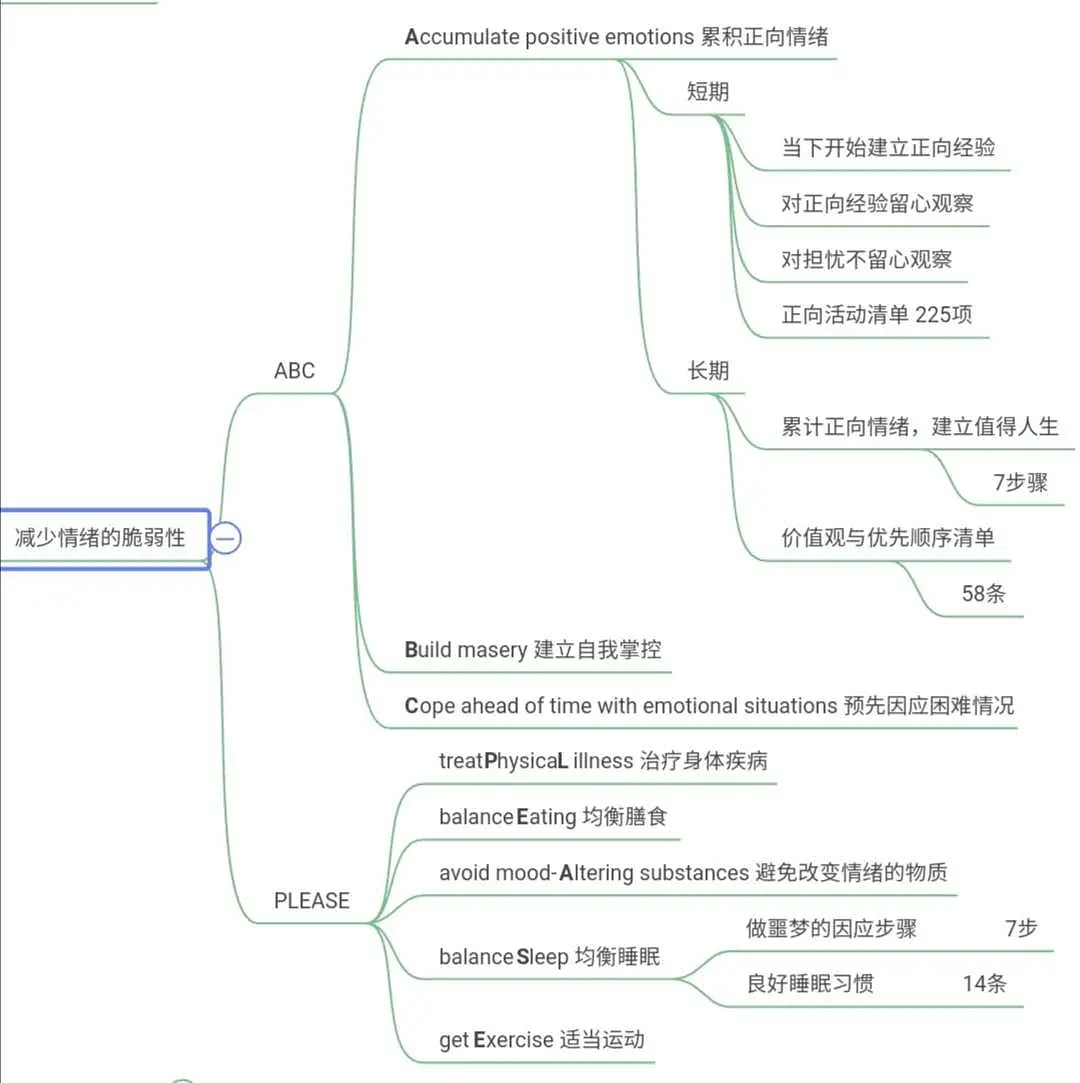 Accumulate positive emotions 累积正向情绪
短期
当下开始建立正向经验
对正向经验留心观察
对担忧不留心观察
正向活动清单 225项
ABC
长期
累计正向情绪，建立值得人生
7步骤
减少情绪的脆弱性
价值观与优先顺序清单
58条
Build masery 建立自我掌控
Cope ahead of time with emotional situations 预先因应困难情况
treatPhysicaL illness 治疗身体疾病
balanceEating 均衡膳食
avoid mood-Altering substances 避免改变情绪的物质
PLEASE
做噩梦的因应步骤 7步
balanceSleep 均衡睡眠
良好睡眠习惯 14条
get Exercise 适当运动